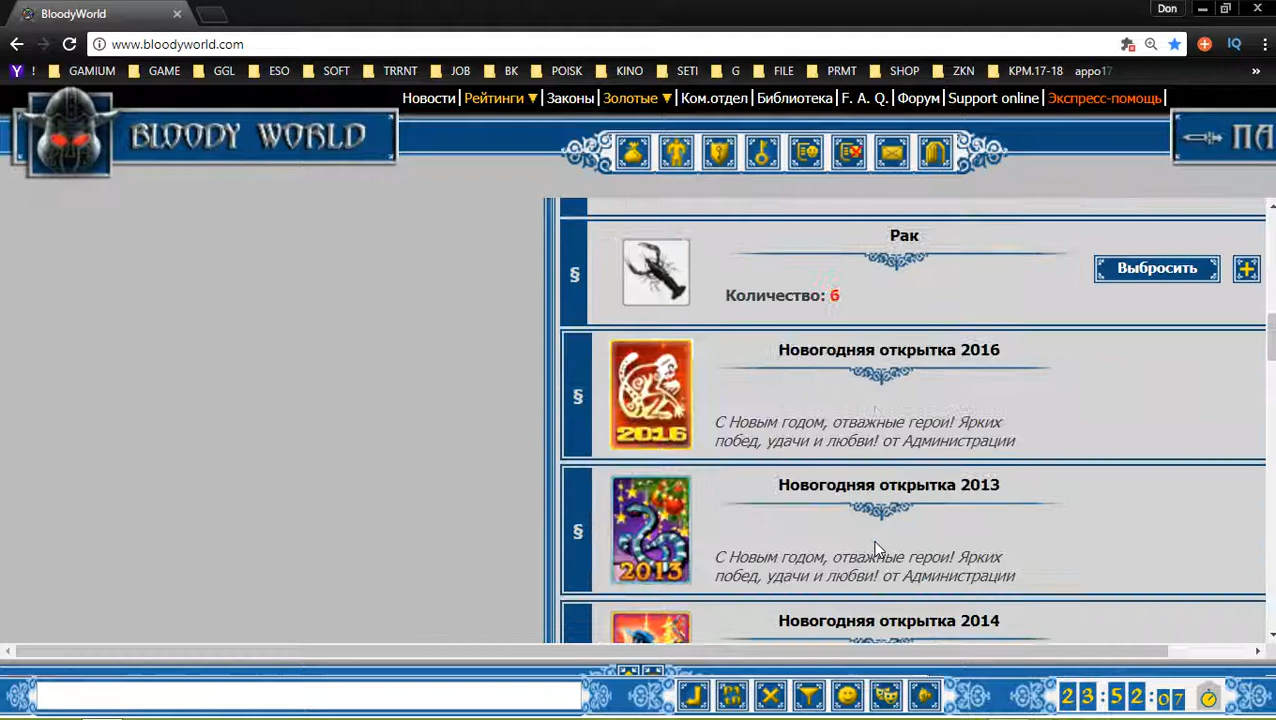 BloodyWorld
Don
www.bloodyworld.com
! GAMIUM GAME GGL ESO SOFT TRRNT JOB BK POISK KINO SETI G FILE PRMT SHOP ZKN KPM.17-18 appo17 »
Новости | Рейтинги ▼ | Законы | Золотые ▼ | Ком.отдел | Библиотека | F. A. Q. | Форум | Support online | Экспресс-помощь |
BLOODY WORLD
ПА
§
Рак
Выбросить
Количество: 6
§
Новогодняя открытка 2016
2016
С Новым годом, отважные герои! Ярких
побед, удачи и любви! от Администрации
§
Новогодняя открытка 2013
2013
С Новым годом, отважные герои! Ярких
побед, удачи и любви! от Администрации
Новогодняя открытка 2014
23:52:07